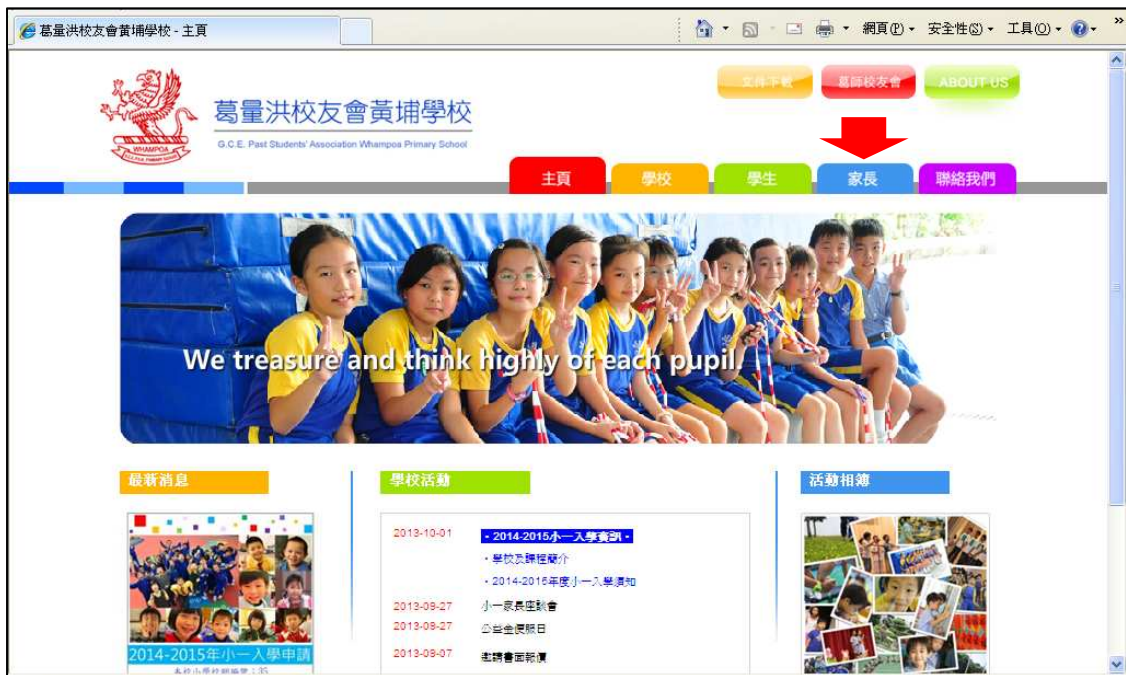 葛量洪校友會黃埔學校 - 主頁
網頁(P)
安全性(S)
工具(O)
»
文件下載
葛師校友會
ABOUT US
WHAMPOA
葛量洪校友會黃埔學校
G.C.E. Past Students' Association Whampoa Primary School
主頁
學校
學生
家長
聯絡我們
We treasure and think highly of each pupil.
最新消息
學校活動
活動相簿
2014-2015年小一入學申請
2013-10-01
‧2014-2015小一入學資訊‧
‧學校及課程簡介
‧2014-2015年度小一入學須知
2013-09-27 小一家長座談會
2013-09-27 公益金便服日
2013-09-07 邀請書面報價